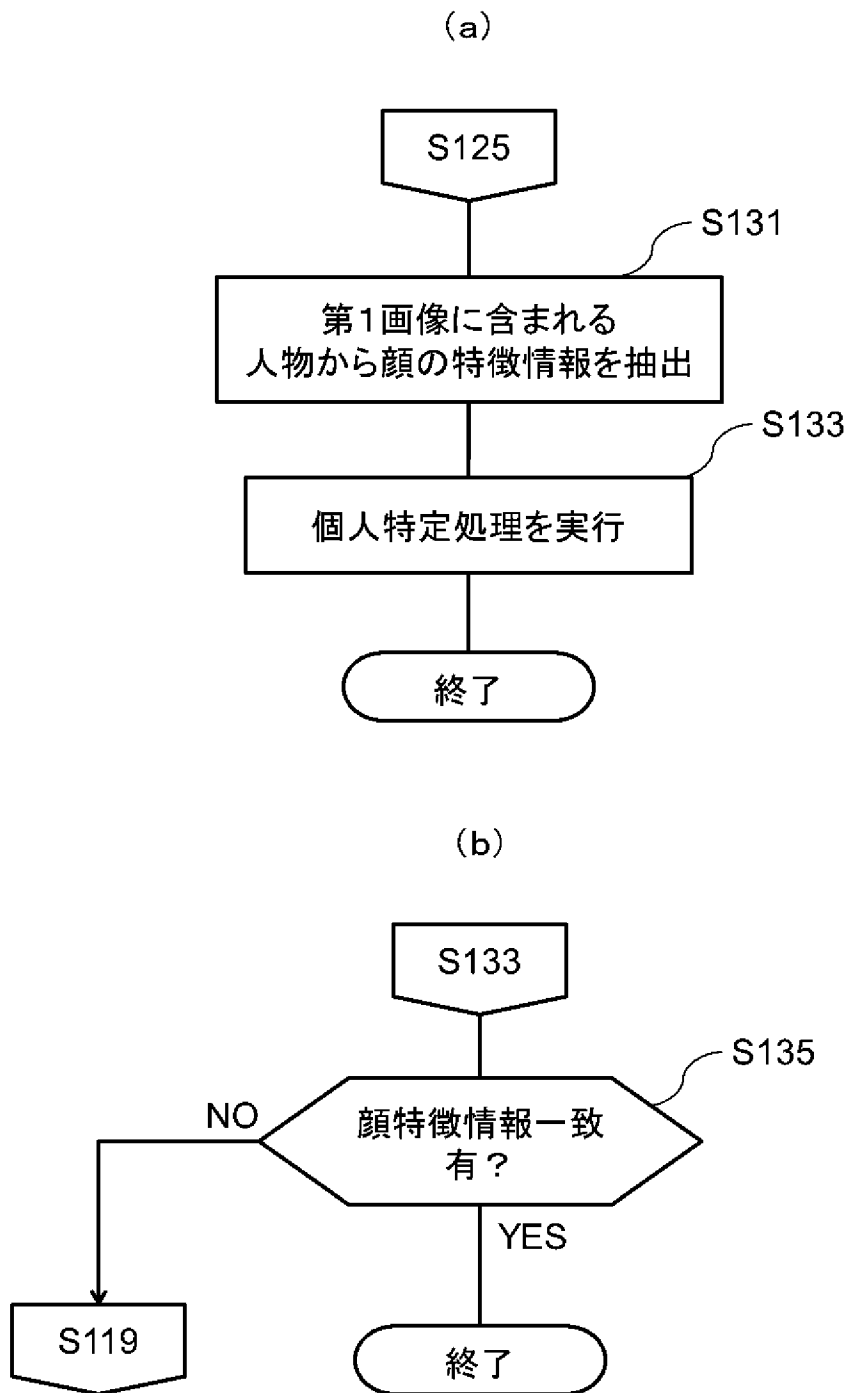 （a）
S125
S131
第１画像に含まれる
人物から顔の特徴情報を抽出
S133
個人特定処理を実行
終了
（b）
S133
S135
顔特徴情報一致
有？
NO
YES
S119
終了